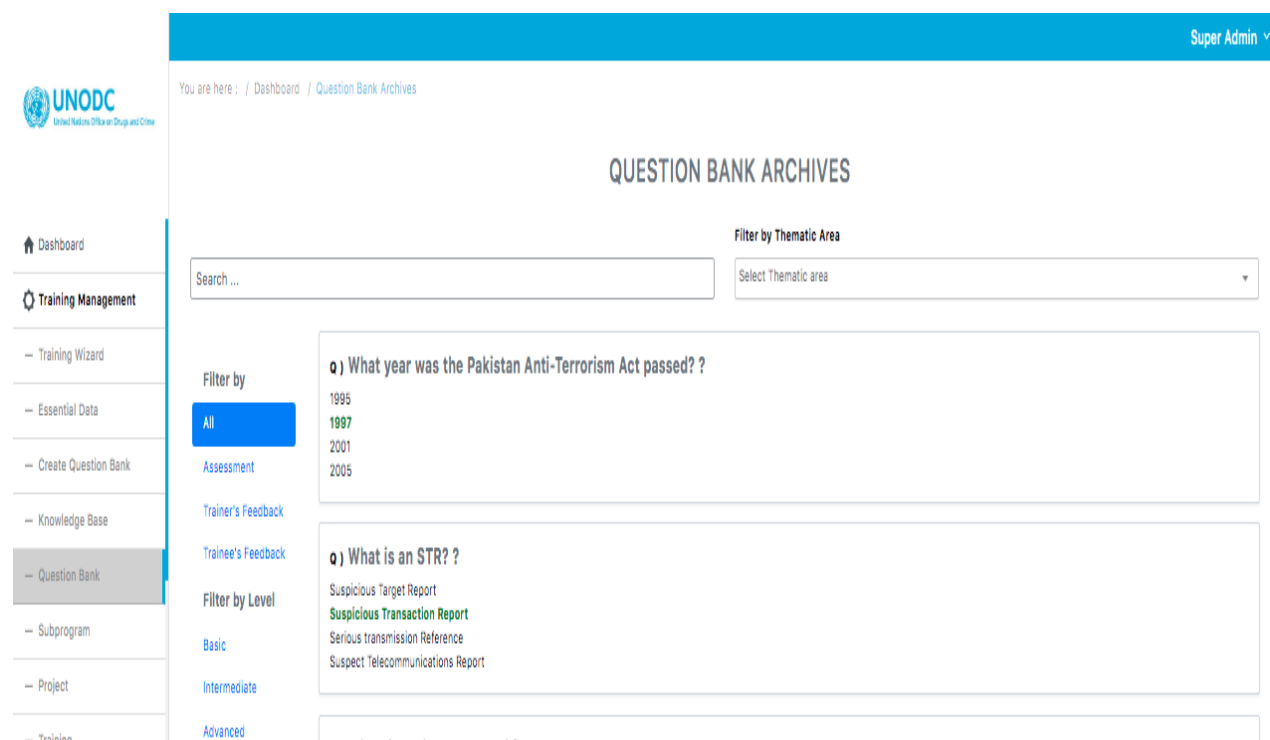 Super Admin
UNODC
United Nations Office on Drugs and Crime
You are here : / Dashboard / Question Bank Archives
QUESTION BANK ARCHIVES
Dashboard
Training Management
— Training Wizard
— Essential Data
— Create Question Bank
— Knowledge Base
— Question Bank
— Subprogram
— Project
— Training
Search ...
Filter by Thematic Area
Select Thematic area
Filter by
All
Assessment
Trainer's Feedback
Trainee's Feedback
Filter by Level
Basic
Intermediate
Advanced
Q ) What year was the Pakistan Anti-Terrorism Act passed? ?
1995
1997
2001
2005
Q ) What is an STR? ?
Suspicious Target Report
Suspicious Transaction Report
Serious transmission Reference
Suspect Telecommunications Report